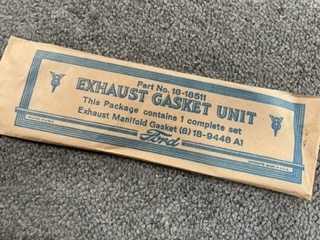 Part No. 18-18511
EXHAUST GASKET UNIT
This Package contains 1 complete set
Exhaust Manifold Gasket (8) 18-9448 A1
Ford